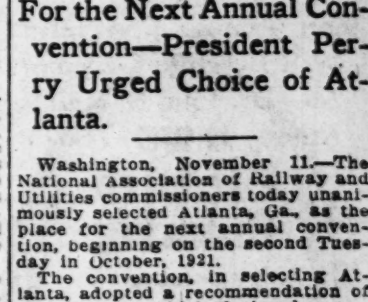 For the Next Annual Con-
vention—President Per-
ry Urged Choice of At-
lanta.
Washington, November 11.—The
National Association of Railway and
Utilities commissioners today unani-
mously selected Atlanta, Ga., as the
place for the next annual conven-
tion, beginning on the second Tues-
day in October, 1921.
The convention, in selecting At-
lanta, adopted a recommendation of